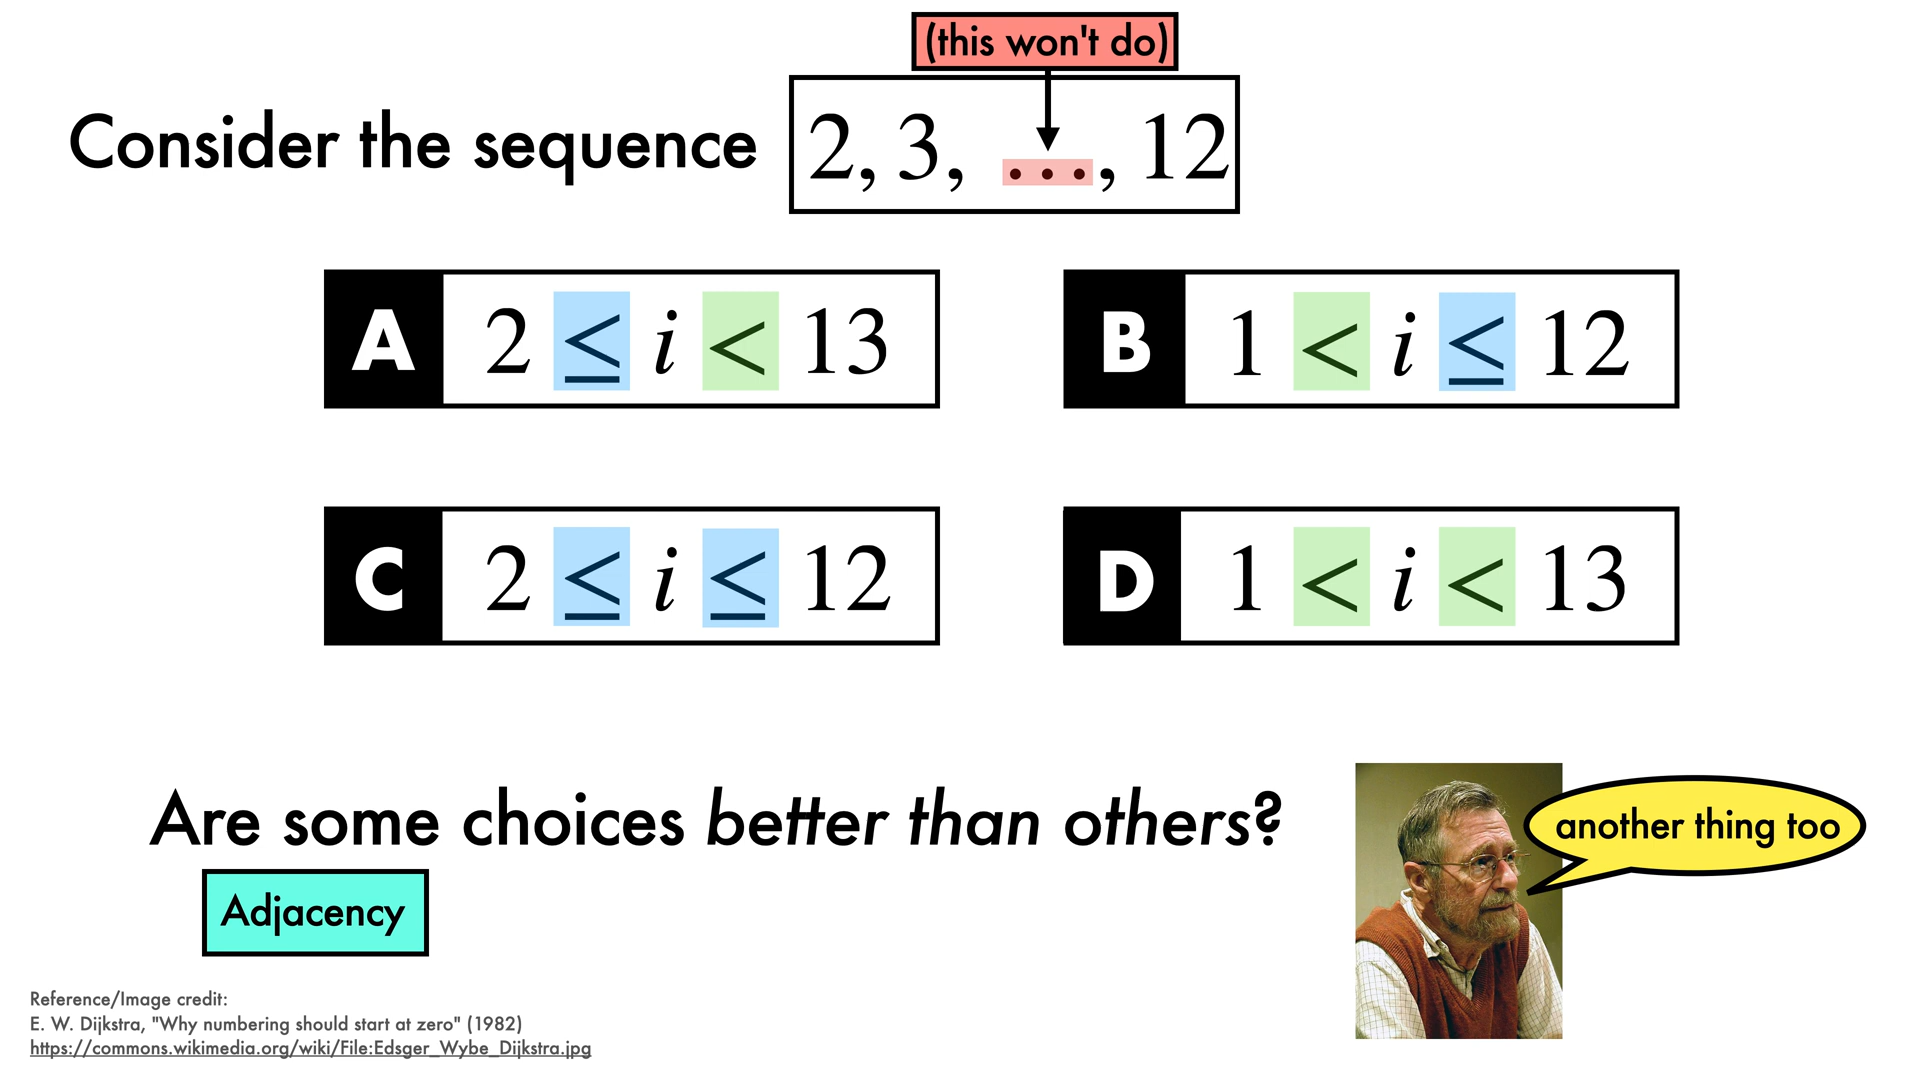 (this won't do)
Consider the sequence 2, 3, ..., 12
A 2 ≤ i < 13
B 1 < i ≤ 12
C 2 ≤ i ≤ 12
D 1 < i < 13
Are some choices better than others?
another thing too
Adjacency
Reference/Image credit:
E. W. Dijkstra, "Why numbering should start at zero" (1982)
https://commons.wikimedia.org/wiki/File:Edsger_Wybe_Dijkstra.jpg